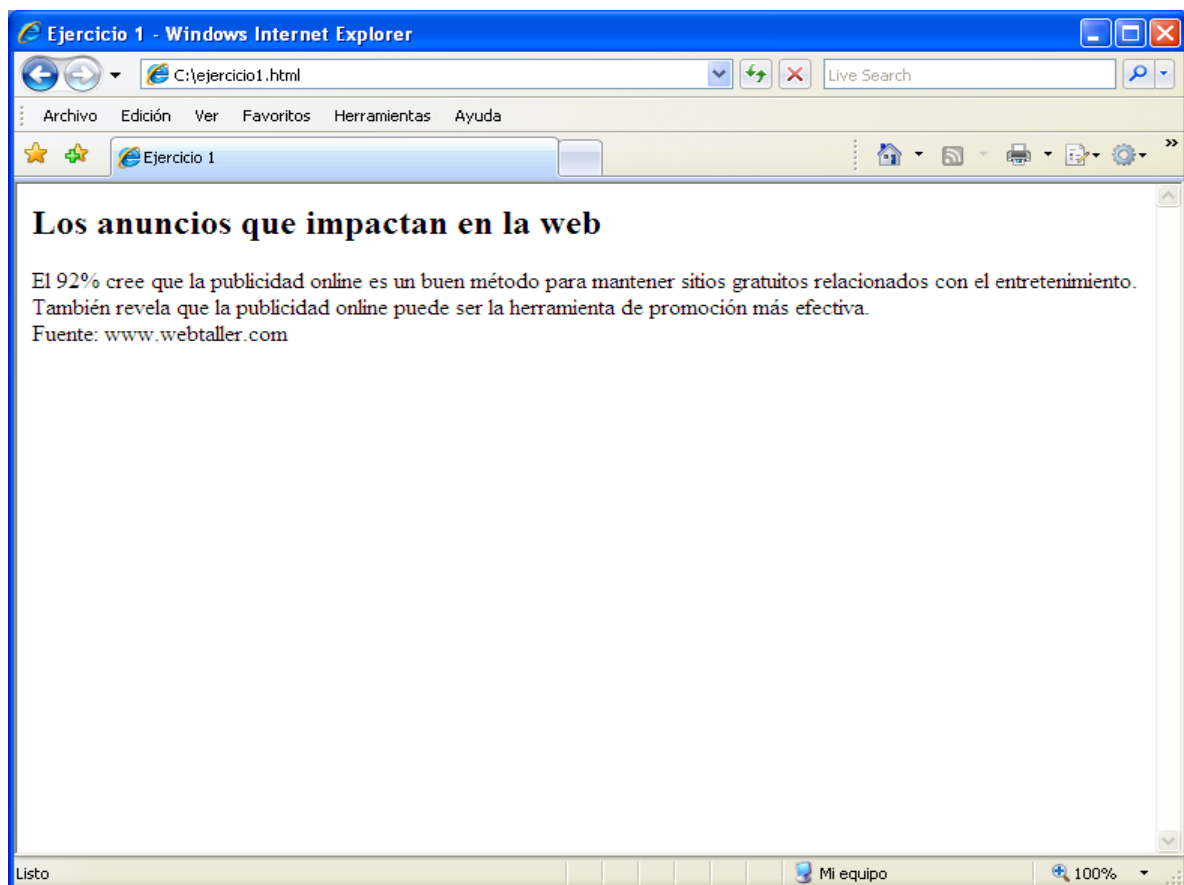 Ejercicio 1 - Windows Internet Explorer
C:\ejercicio1.html
Live Search
Archivo Edición Ver Favoritos Herramientas Ayuda
Ejercicio 1
Los anuncios que impactan en la web
El 92% cree que la publicidad online es un buen método para mantener sitios gratuitos relacionados con el entretenimiento.
También revela que la publicidad online puede ser la herramienta de promoción más efectiva.
Fuente: www.webtaller.com
Listo Mi equipo 100%